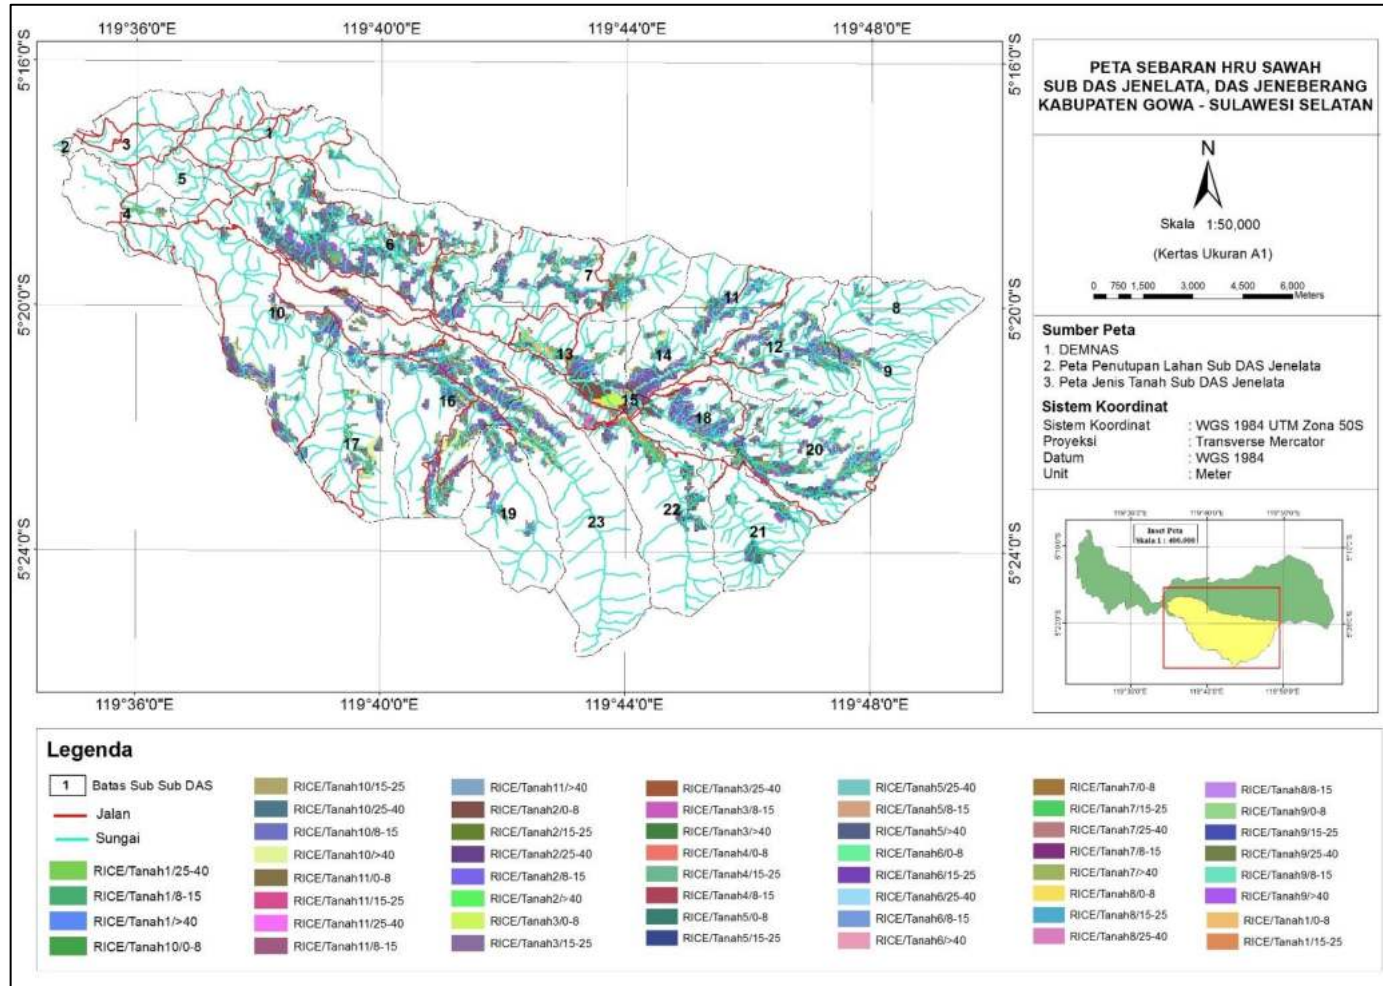 119°36'0"E 119°40'0"E 119°44'0"E 119°48'0"E
5°16'0"S
5°20'0"S
5°24'0"S
5°16'0"S
5°20'0"S
5°24'0"S
1
2
3
5
4
6
7
8
10
11
12
13
14
9
15
16
18
17
20
19
23
22
21
119°36'0"E 119°40'0"E 119°44'0"E 119°48'0"E
PETA SEBARAN HRU SAWAH
SUB DAS JENELATA, DAS JENEBERANG
KABUPATEN GOWA - SULAWESI SELATAN
N
Skala 1:50,000
(Kertas Ukuran A1)
0 750 1,500 3,000 4,500 6,000
Meters
Sumber Peta
1. DEMNAS
2. Peta Penutupan Lahan Sub DAS Jenelata
3. Peta Jenis Tanah Sub DAS Jenelata
Sistem Koordinat
Sistem Koordinat : WGS 1984 UTM Zona 50S
Proyeksi : Transverse Mercator
Datum : WGS 1984
Unit : Meter
Inset Peta
Skala 1 : 400.000
Legenda
1 Batas Sub Sub DAS
Jalan
Sungai
RICE/Tanah1/25-40
RICE/Tanah1/8-15
RICE/Tanah1/>40
RICE/Tanah10/0-8
RICE/Tanah10/15-25
RICE/Tanah10/25-40
RICE/Tanah10/8-15
RICE/Tanah10/>40
RICE/Tanah11/0-8
RICE/Tanah11/15-25
RICE/Tanah11/25-40
RICE/Tanah11/8-15
RICE/Tanah11/>40
RICE/Tanah2/0-8
RICE/Tanah2/15-25
RICE/Tanah2/25-40
RICE/Tanah2/8-15
RICE/Tanah2/>40
RICE/Tanah3/0-8
RICE/Tanah3/15-25
RICE/Tanah3/25-40
RICE/Tanah3/8-15
RICE/Tanah3/>40
RICE/Tanah4/0-8
RICE/Tanah4/15-25
RICE/Tanah4/8-15
RICE/Tanah5/0-8
RICE/Tanah5/15-25
RICE/Tanah5/25-40
RICE/Tanah5/8-15
RICE/Tanah5/>40
RICE/Tanah6/0-8
RICE/Tanah6/15-25
RICE/Tanah6/25-40
RICE/Tanah6/8-15
RICE/Tanah6/>40
RICE/Tanah7/0-8
RICE/Tanah7/15-25
RICE/Tanah7/25-40
RICE/Tanah7/8-15
RICE/Tanah7/>40
RICE/Tanah8/0-8
RICE/Tanah8/15-25
RICE/Tanah8/25-40
RICE/Tanah8/8-15
RICE/Tanah9/0-8
RICE/Tanah9/15-25
RICE/Tanah9/25-40
RICE/Tanah9/8-15
RICE/Tanah9/>40
RICE/Tanah1/0-8
RICE/Tanah1/15-25